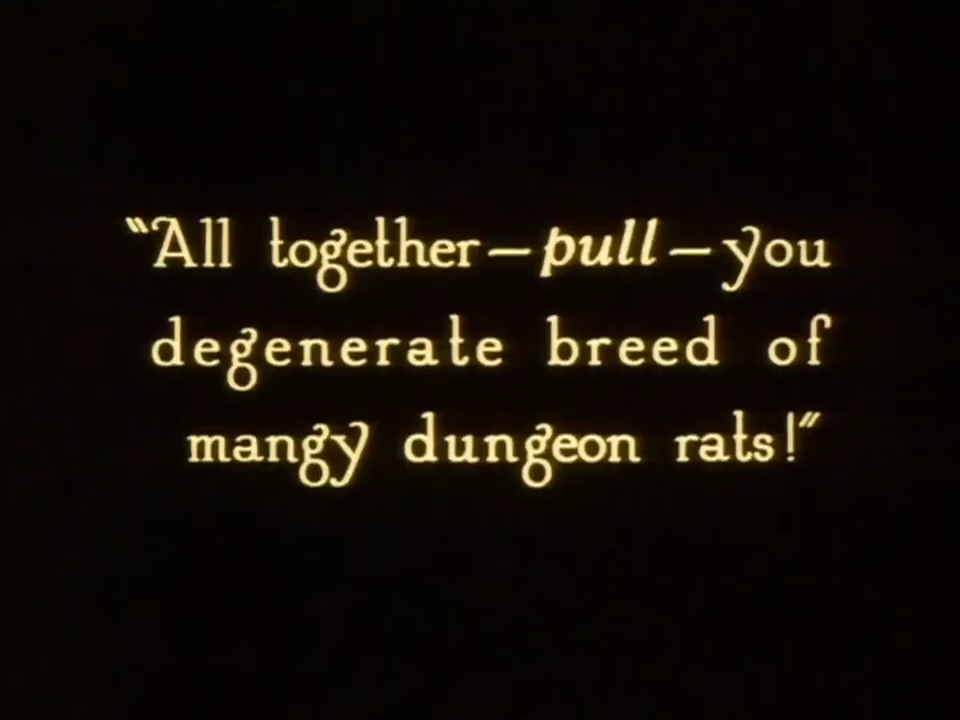 “All together—pull—you
degenerate breed of
mangy dungeon rats!”